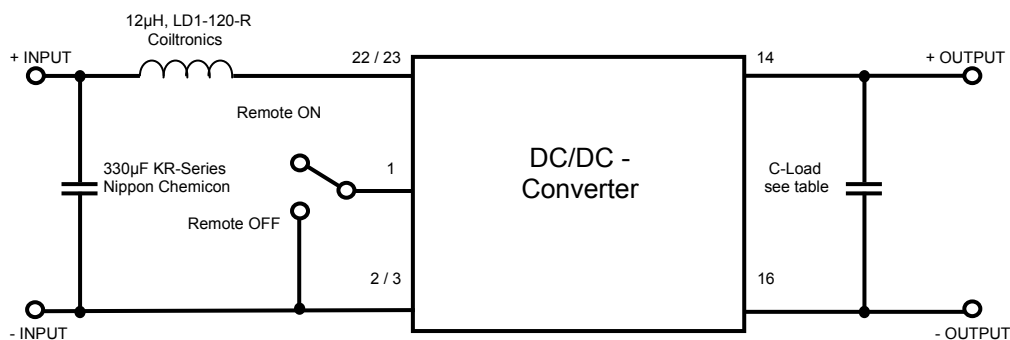 12µH, LD1-120-R
Coiltronics
+ INPUT
22 / 23
14
+ OUTPUT
Remote ON
330µF KR-Series
Nippon Chemicon
1
DC/DC -
Converter
C-Load
see table
Remote OFF
2 / 3
16
- INPUT
- OUTPUT